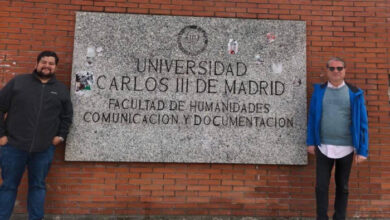 UNIVERSIDAD
CARLOS III DE MADRID
FACULTAD DE HUMANIDADES
COMUNICACION Y DOCUMENTACION